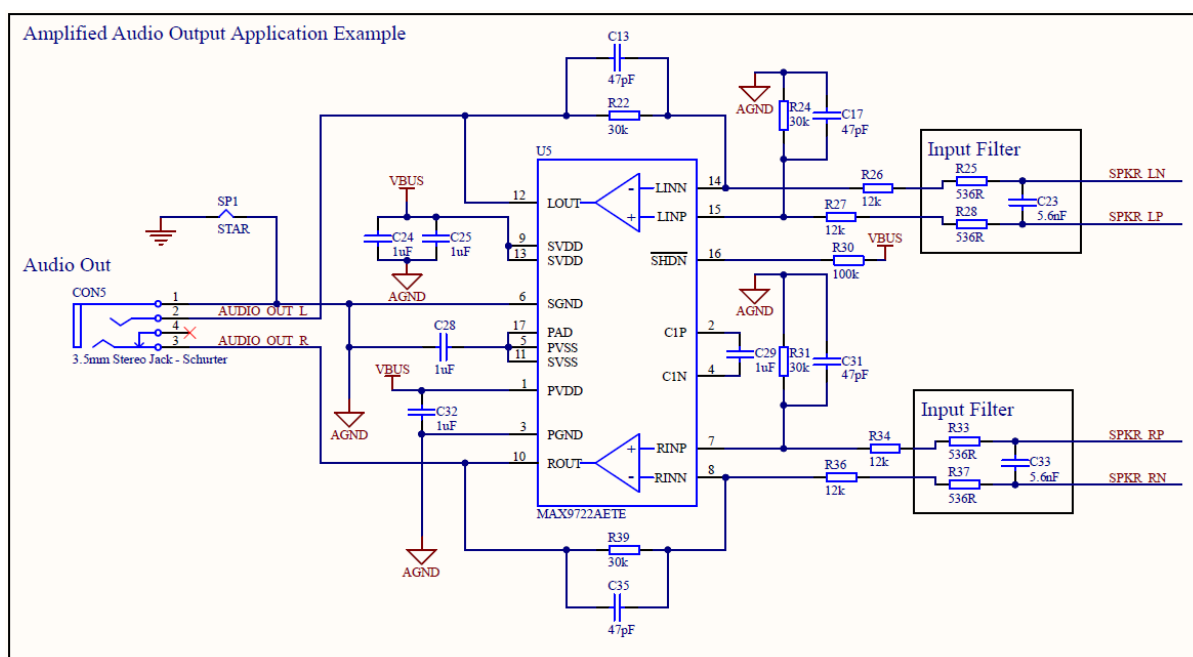 Amplified Audio Output Application Example
C13
47pF
R22
30k
AGND
R24
30k
C17
47pF
U5
Input Filter
VBUS
14
LINN
R26
12k
R25
536R
SPKR_LN
SP1
STAR
12
LOUT
15
LINP
R27
12k
R28
536R
C23
5.6nF
SPKR_LP
C24
1uF
C25
1uF
9
SVDD
13
SVDD
16
SHDN
R30
100k
VBUS
Audio Out
AGND
AGND
CON5
1
2
4
3
AUDIO_OUT_L
AUDIO_OUT_R
3.5mm Stereo Jack - Schurter
6
SGND
C28
1uF
17
PAD
5
PVSS
11
SVSS
2
C1P
4
C1N
C29
1uF
R31
30k
C31
47pF
VBUS
1
PVDD
C32
1uF
AGND
3
PGND
Input Filter
10
ROUT
7
RINP
R34
12k
R33
536R
SPKR_RP
8
RINN
R36
12k
R37
536R
C33
5.6nF
SPKR_RN
MAX9722AETE
AGND
R39
30k
C35
47pF